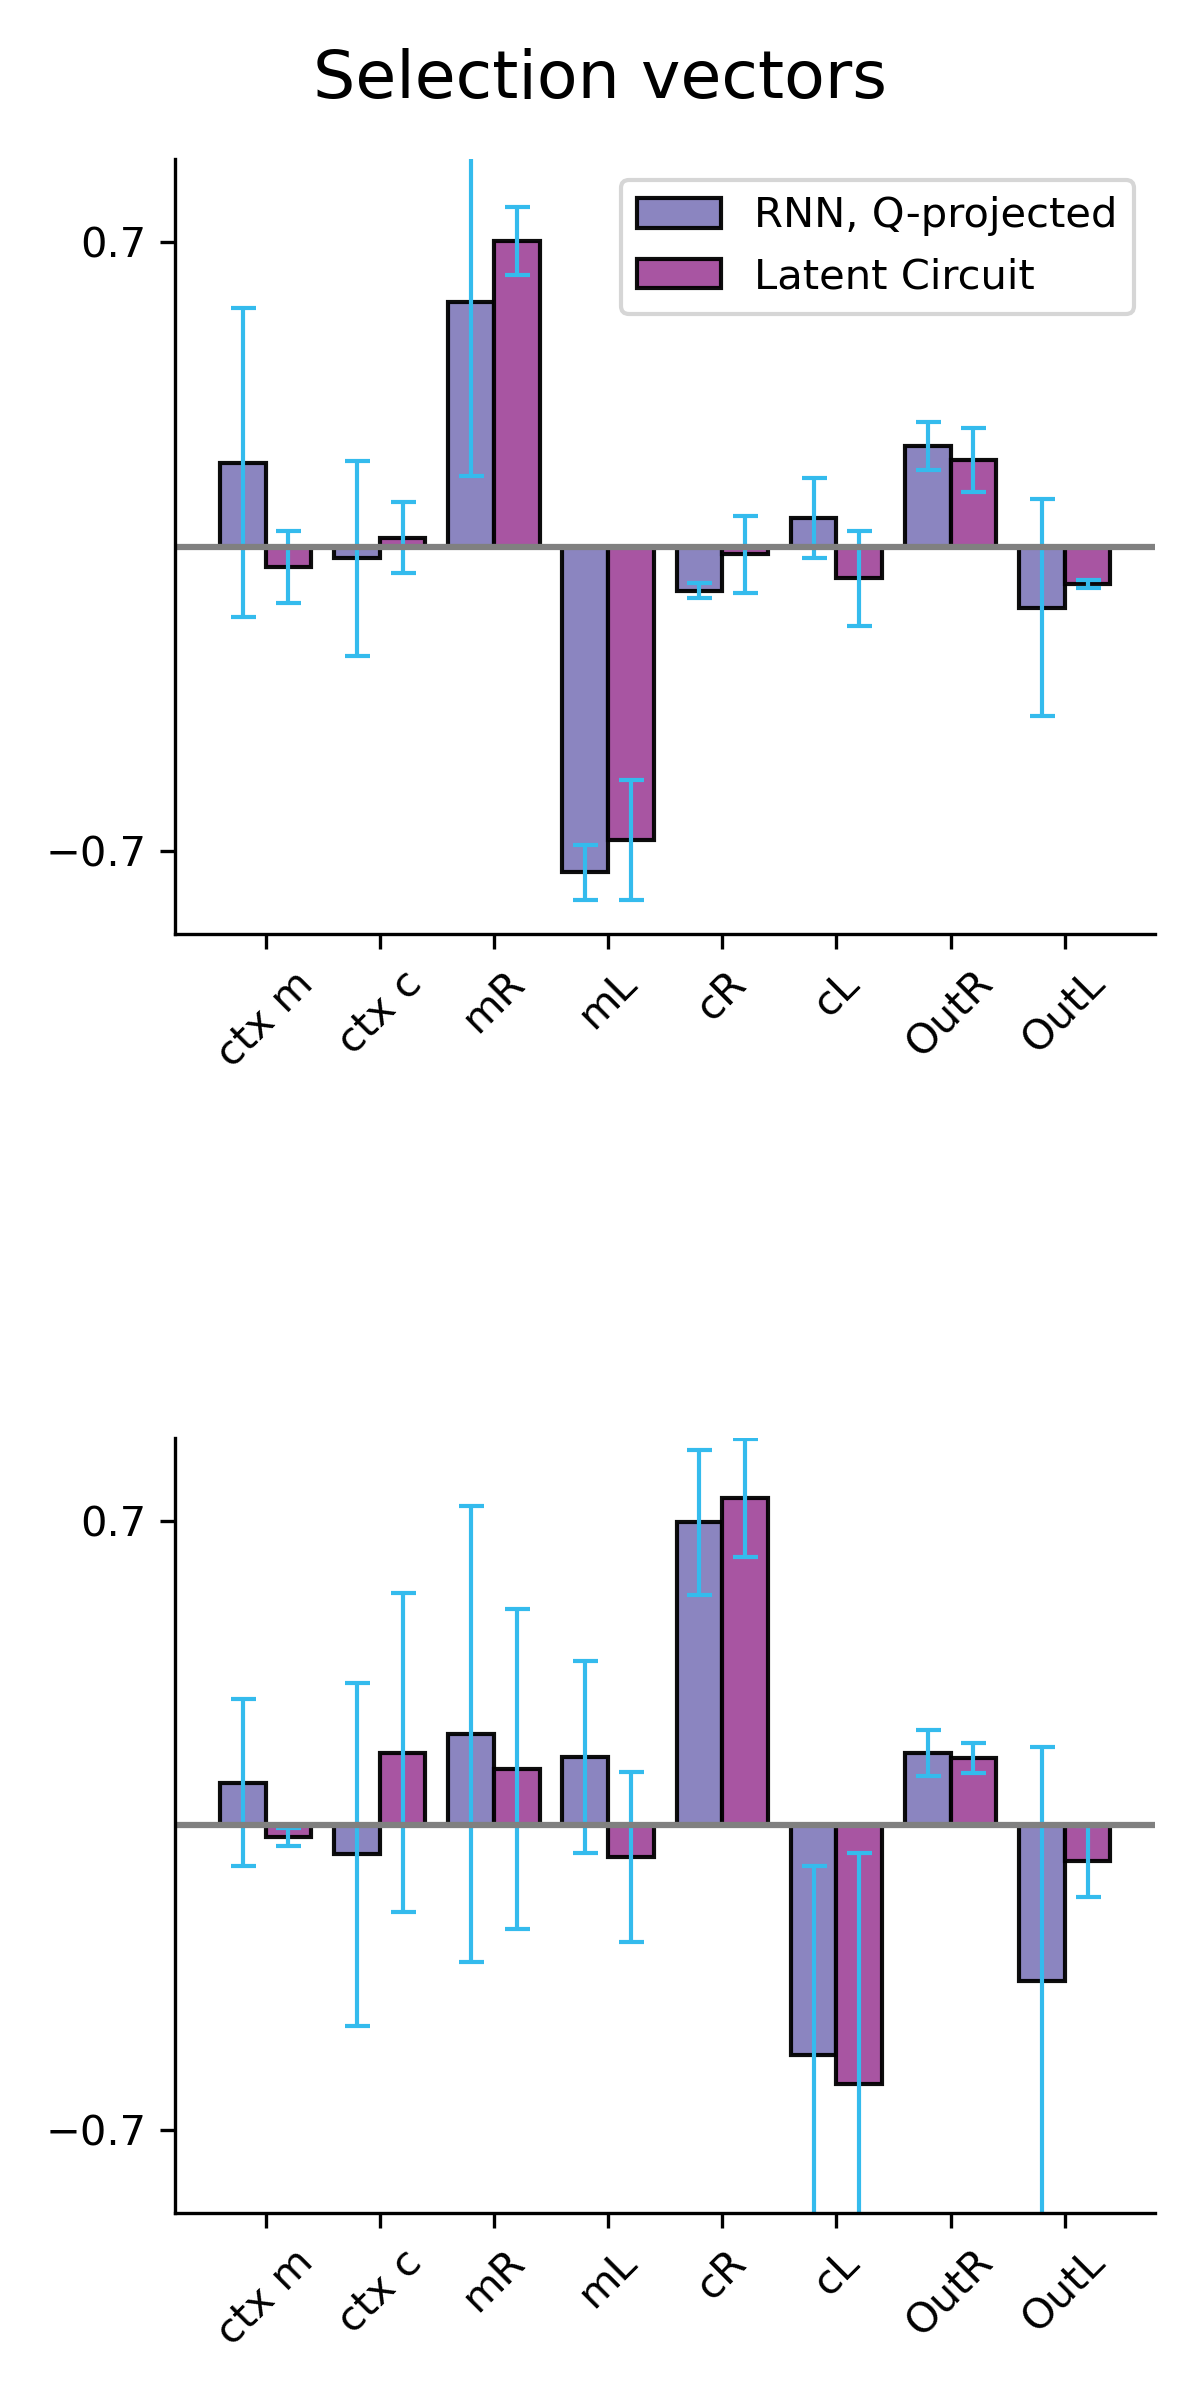 Selection vectors
RNN, Q-projected
Latent Circuit
0.7
−0.7
ctx m
ctx c
mR
mL
cR
cL
OutR
OutL
0.7
−0.7
ctx m
ctx c
mR
mL
cR
cL
OutR
OutL